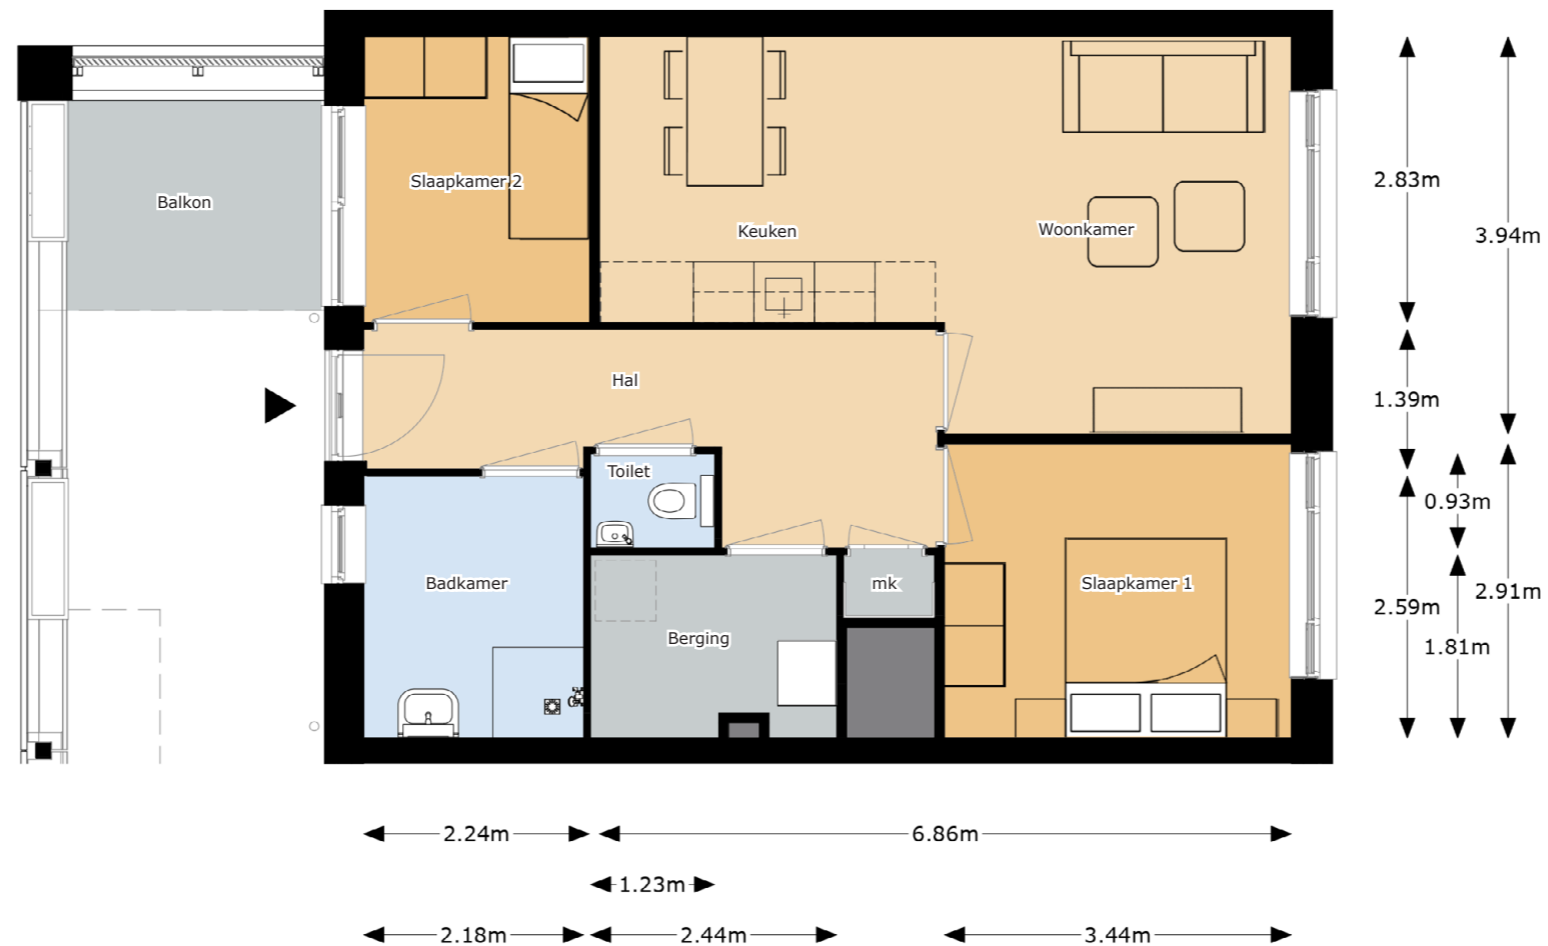 Balkon
Slaapkamer 2
Keuken
Woonkamer
Hal
Toilet
Badkamer
Berging
mk
Slaapkamer 1
2.83m
3.94m
1.39m
0.93m
2.59m
2.91m
1.81m
2.24m
6.86m
1.23m
2.18m
2.44m
3.44m